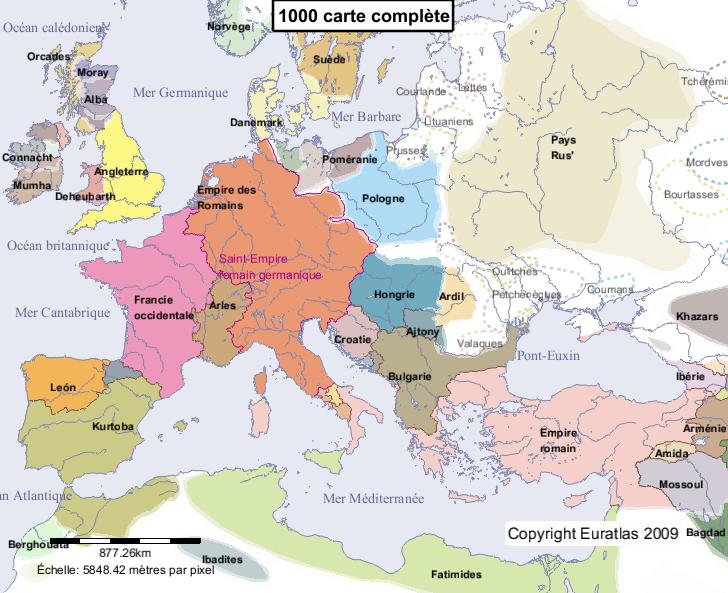 1000 carte complète
Océan calédonien
Norvège
Orcades
Suède
Moray
Mer Germanique
Alba
Courlande
Lettes
Danemark
Mer Barbare
Lituaniens
Pays
Rus'
Prusses
Connacht
Poméranie
Mordves
Angleterre
Mumha
Deheubarth
Empire des
Romains
Pologne
Bourtasses
Océan britannique
Saint-Empire
romain germanique
Quitches
Petchénègues
Coumans
Hongrie
Ardil
Francie
occidentale
Arles
Mer Cantabrique
Khazars
Ajtony
Croatie
Valaques
Pont-Euxin
Bulgarie
León
Ibérie
Kurtoba
Empire
romain
Arménie
Amida
Mossoul
n Atlantique
Mer Méditerranée
Copyright Euratlas 2009
Bagdad
Berghouata
877.26km
Ibadites
Échelle: 5848.42 mètres par pixel
Fatimides